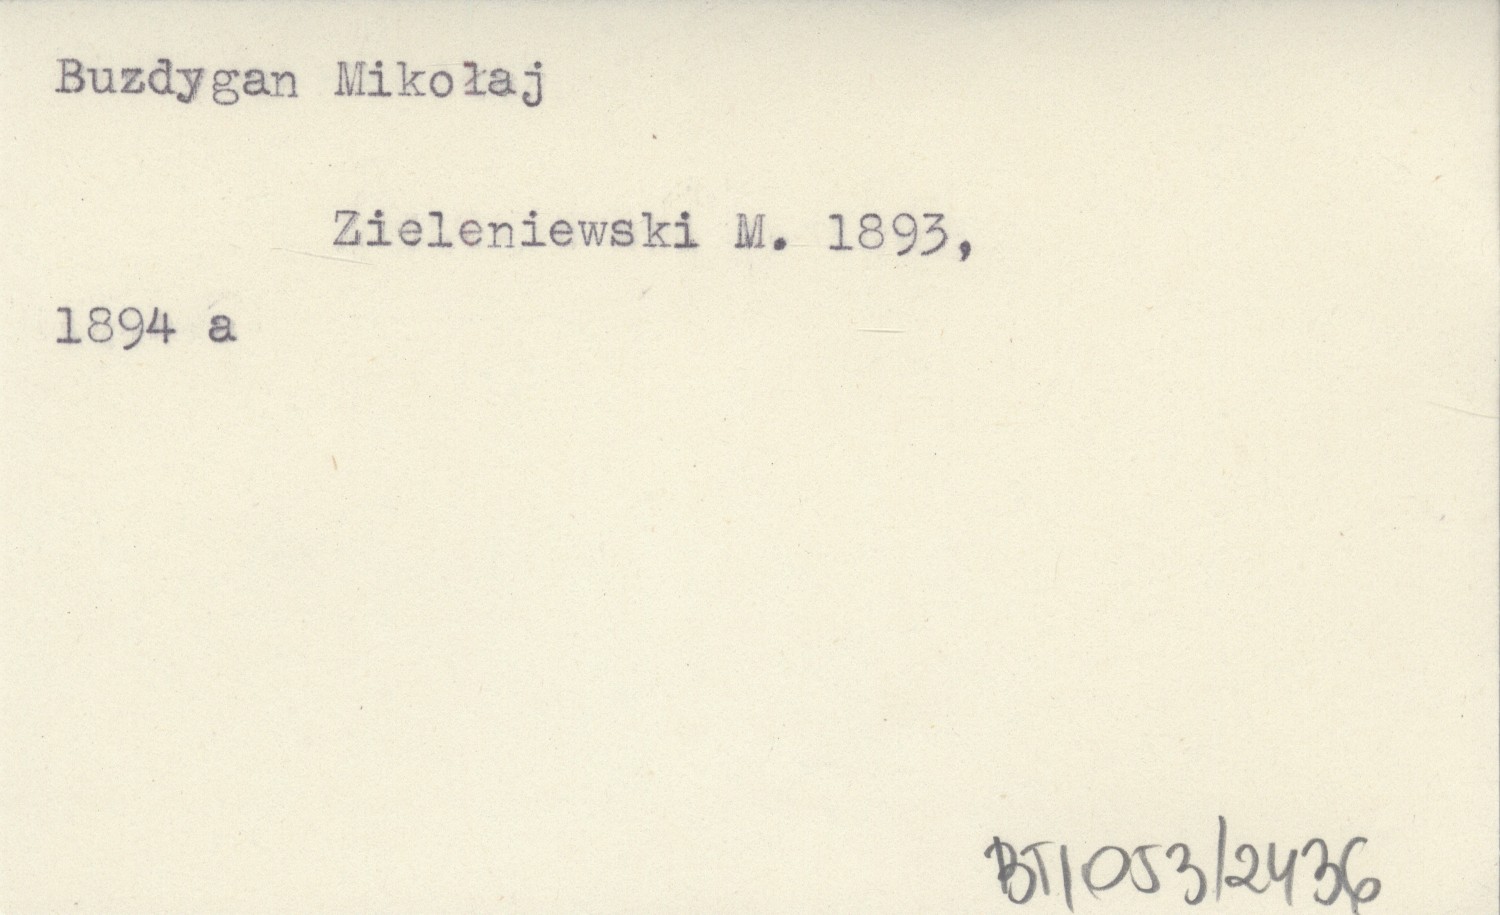 Buzdygan Mikołaj
Zieleniewski M. 1893,
1894 a
BT/053/2436